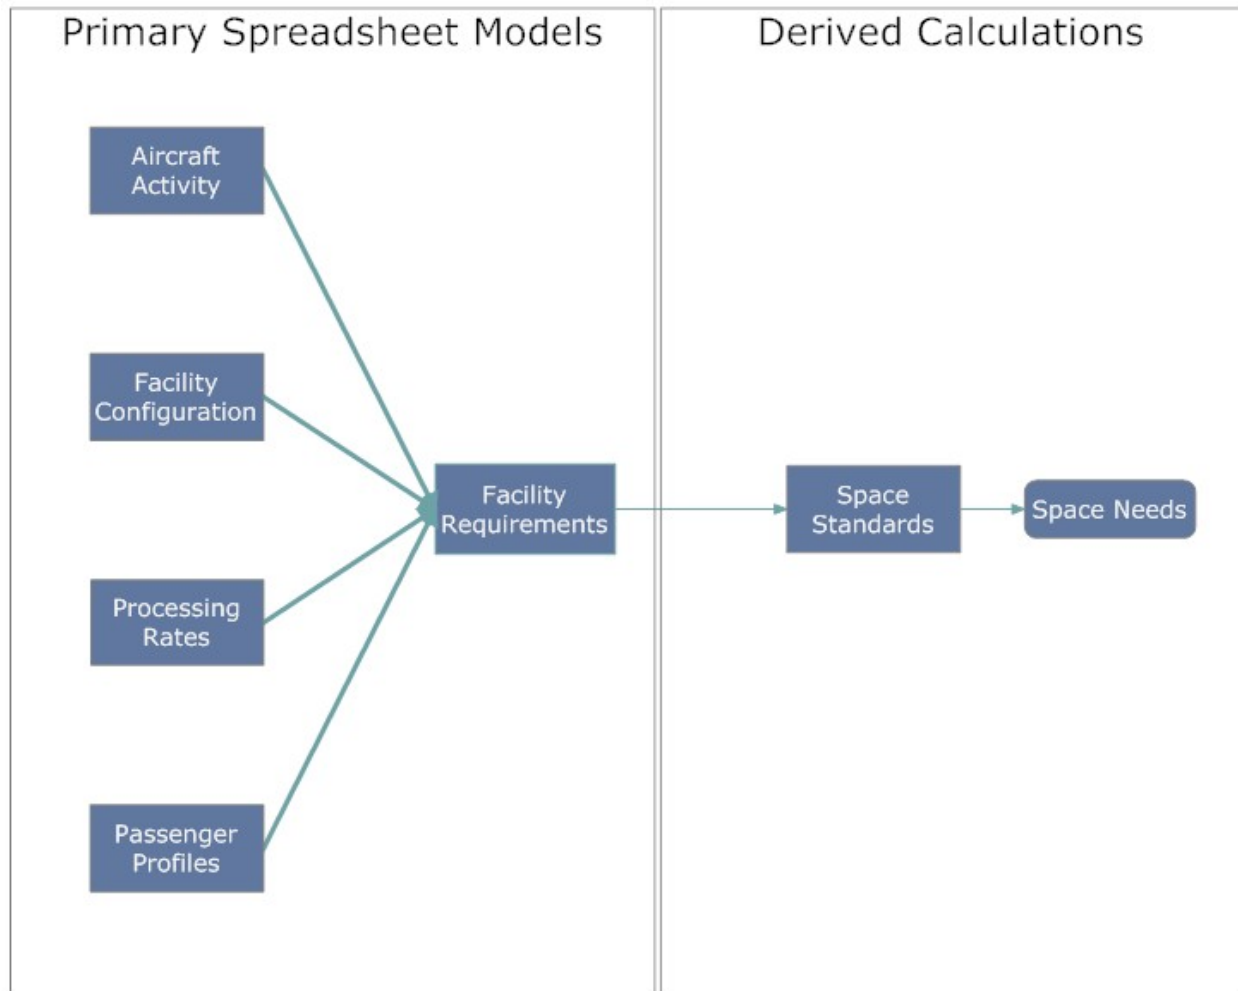 Primary Spreadsheet Models
Derived Calculations
Aircraft
Activity
Facility
Configuration
Processing
Rates
Passenger
Profiles
Facility
Requirements
Space
Standards
Space Needs